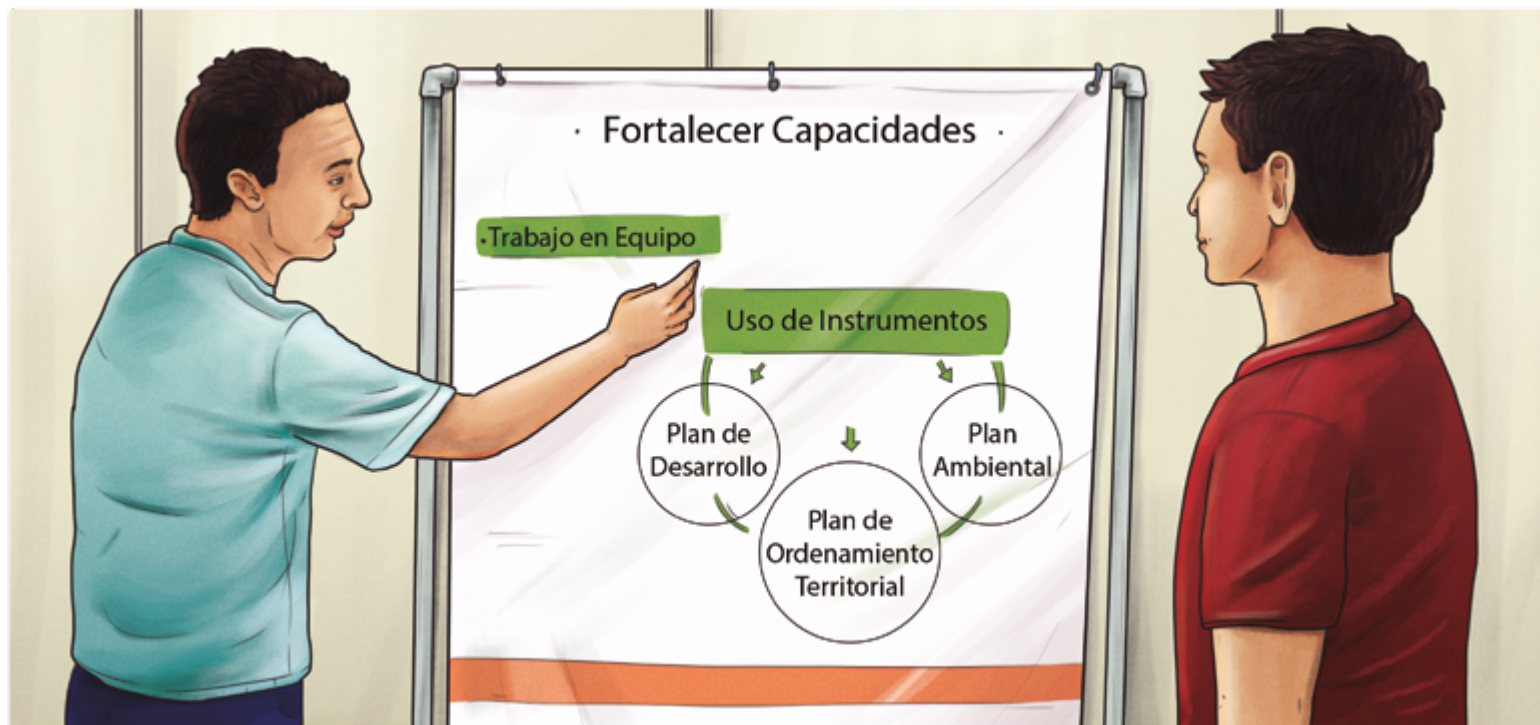 · Fortalecer Capacidades ·
·Trabajo en Equipo
Uso de Instrumentos
Plan de
Desarrollo
Plan de
Ordenamiento
Territorial
Plan
Ambiental